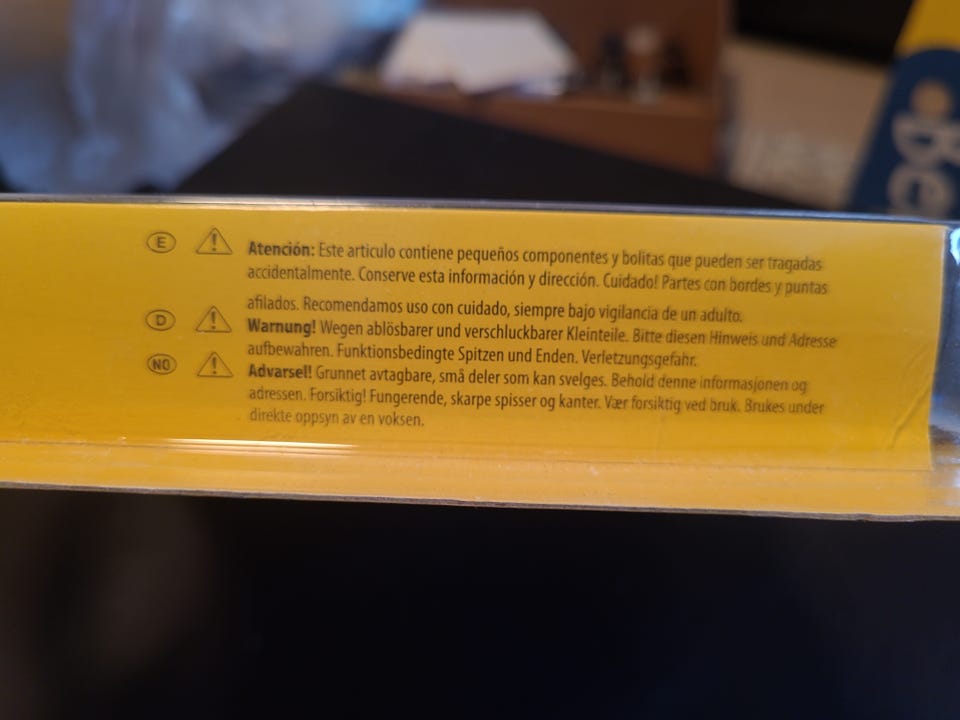 E Atención: Este articulo contiene pequeños componentes y bolitas que pueden ser tragadas
accidentalmente. Conserve esta información y dirección. Cuidado! Partes con bordes y puntas
afilados. Recomendamos uso con cuidado, siempre bajo vigilancia de un adulto.
D Warnung! Wegen ablösbarer und verschluckbarer Kleinteile. Bitte diesen Hinweis und Adresse
aufbewahren. Funktionsbedingte Spitzen und Enden. Verletzungsgefahr.
NO Advarsel! Grunnet avtagbare, små deler som kan svelges. Behold denne informasjonen og
adressen. Forsiktig! Fungerende, skarpe spisser og kanter. Vær forsiktig ved bruk. Brukes under
direkte oppsyn av en voksen.
Be